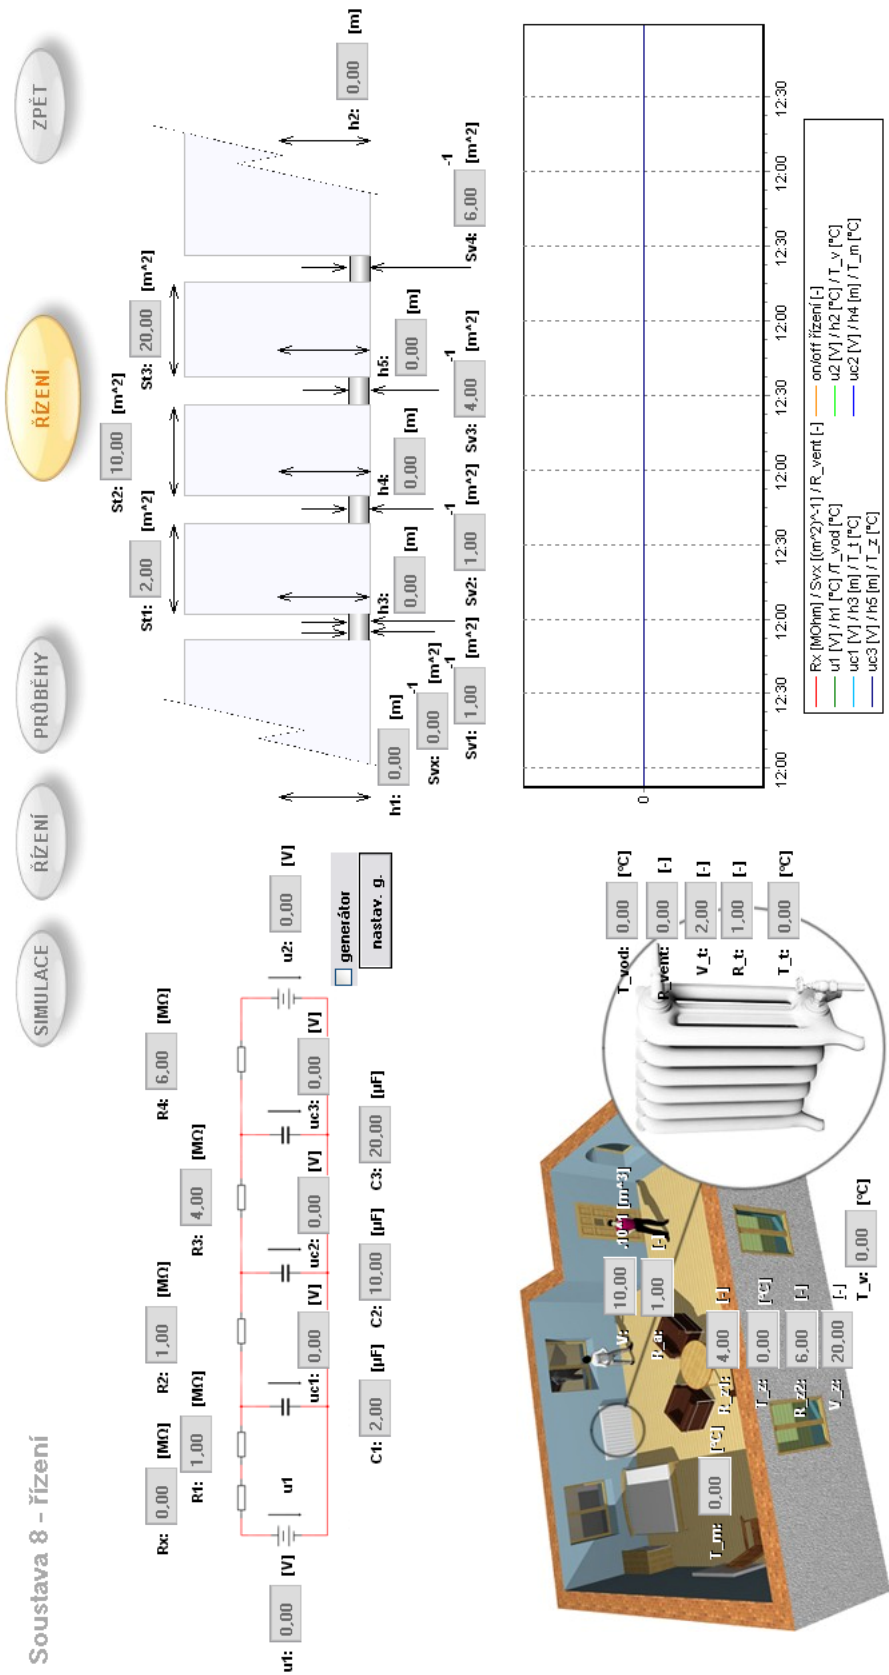 Soustava 8 - řízení
SIMULACE
ŘÍZENÍ
PRŮBĚHY
ŘÍZENÍ
ZPĚT
Rx: 0,00 [MΩ]
R1: 1,00 [MΩ]
R2: 1,00 [MΩ]
R3: 4,00 [MΩ]
R4: 6,00 [MΩ]
u1: 0,00 [V]
u1
uc1: 0,00 [V]
uc2: 0,00 [V]
uc3: 0,00 [V]
u2: 0,00 [V]
C1: 2,00 [µF]
C2: 10,00 [µF]
C3: 20,00 [µF]
generátor
nastav. g.
St1: 2,00 [m^2]
St2: 10,00 [m^2]
St3: 20,00 [m^2]
h1: 0,00 [m]
h3: 0,00 [m]
h4: 0,00 [m]
h5: 0,00 [m]
h2: 0,00 [m]
Svx: 0,00 [m^2] -1
Sv1: 1,00 [m^2] -1
Sv2: 1,00 [m^2] -1
Sv3: 4,00 [m^2] -1
Sv4: 6,00 [m^2] -1
T_vod: 0,00 [°C]
R_vent: 0,00 [-]
V_t: 2,00 [-]
R_t: 1,00 [-]
T_t: 0,00 [°C]
V: 10,00 .10^1 [m^3]
R_a: 1,00 [-]
R_z1: 4,00 [-]
T_z: 0,00 [°C]
R_z2: 6,00 [-]
V_z: 20,00 [-]
T_m: 0,00 [°C]
T_v: 0,00 [°C]
0
12:00 12:30 12:00 12:30 12:00 12:30 12:00 12:30 12:00 12:30
Rx [MOhm] / Svx [(m^2)^-1] / R_vent [-]
on/off řízení [-]
u1 [V] / h1 [°C] /T_vod [°C]
u2 [V] / h2 [°C] / T_v [°C]
uc1 [V] / h3 [m] / T_t [°C]
uc2 [V] / h4 [m] / T_m [°C]
uc3 [V] / h5 [m] / T_z [°C]